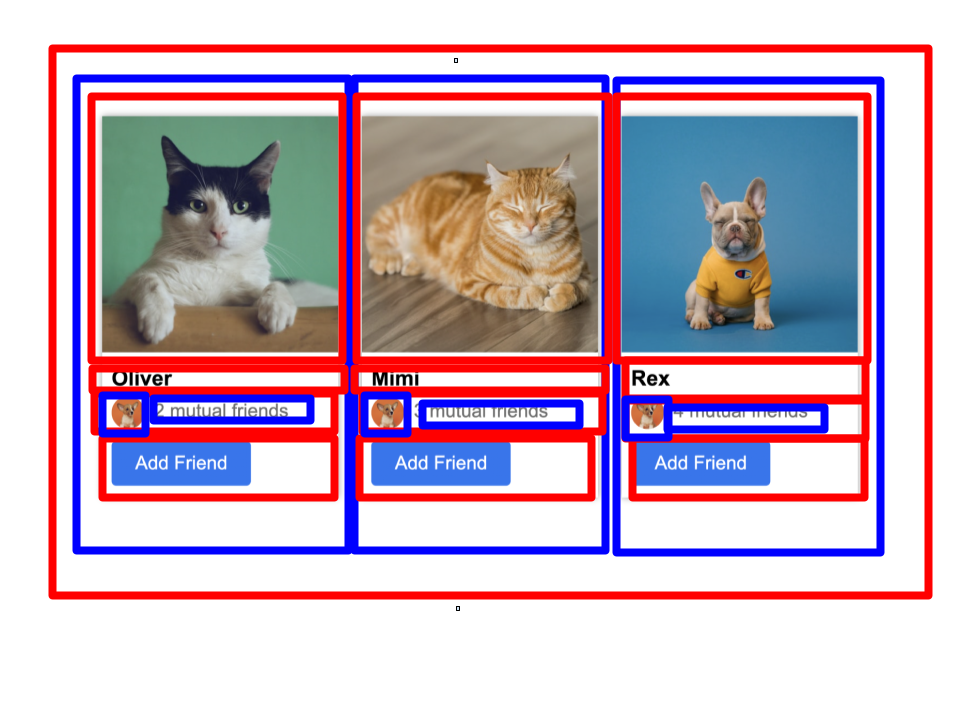 Oliver
2 mutual friends
Add Friend
Mimi
3 mutual friends
Add Friend
Rex
4 mutual friends
Add Friend